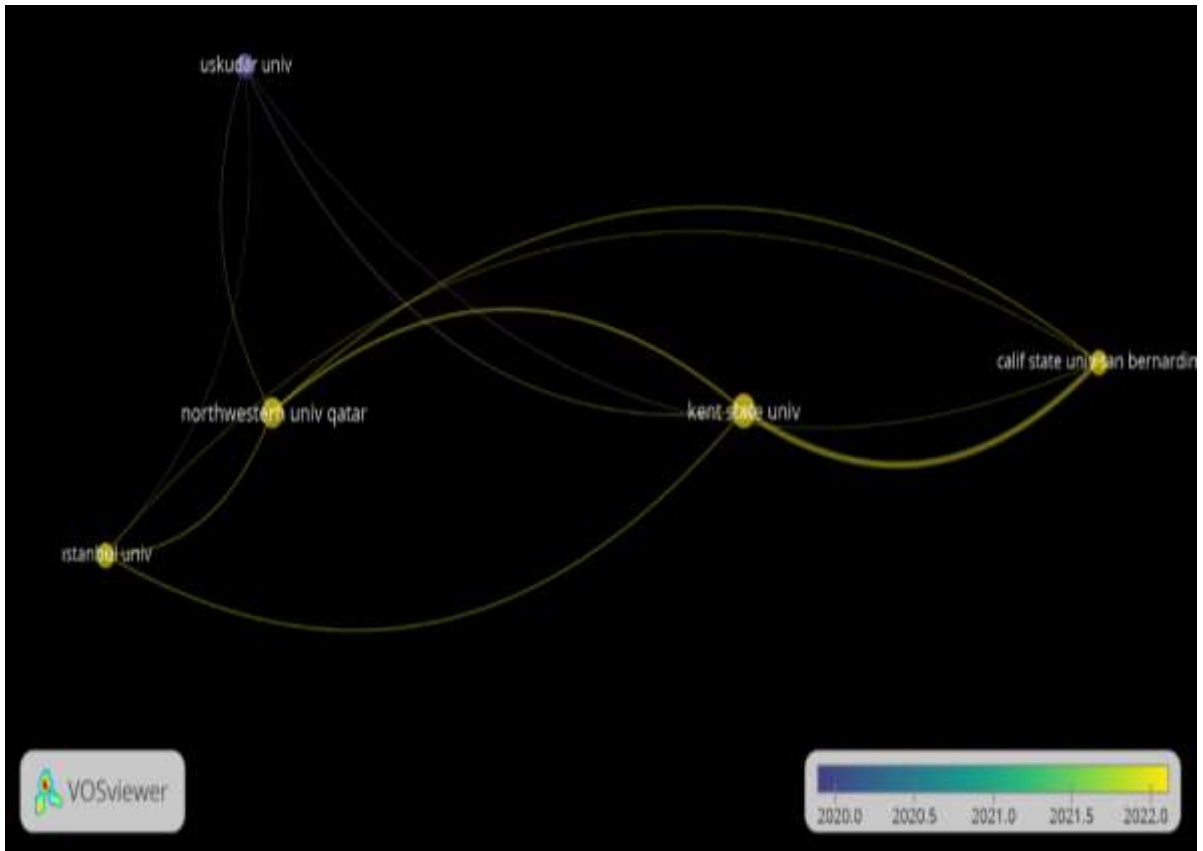 uskudar univ
calif state univ san bernardin
northwestern univ qatar
kent state univ
istanbul univ
VOSviewer
2020.0 2020.5 2021.0 2021.5 2022.0